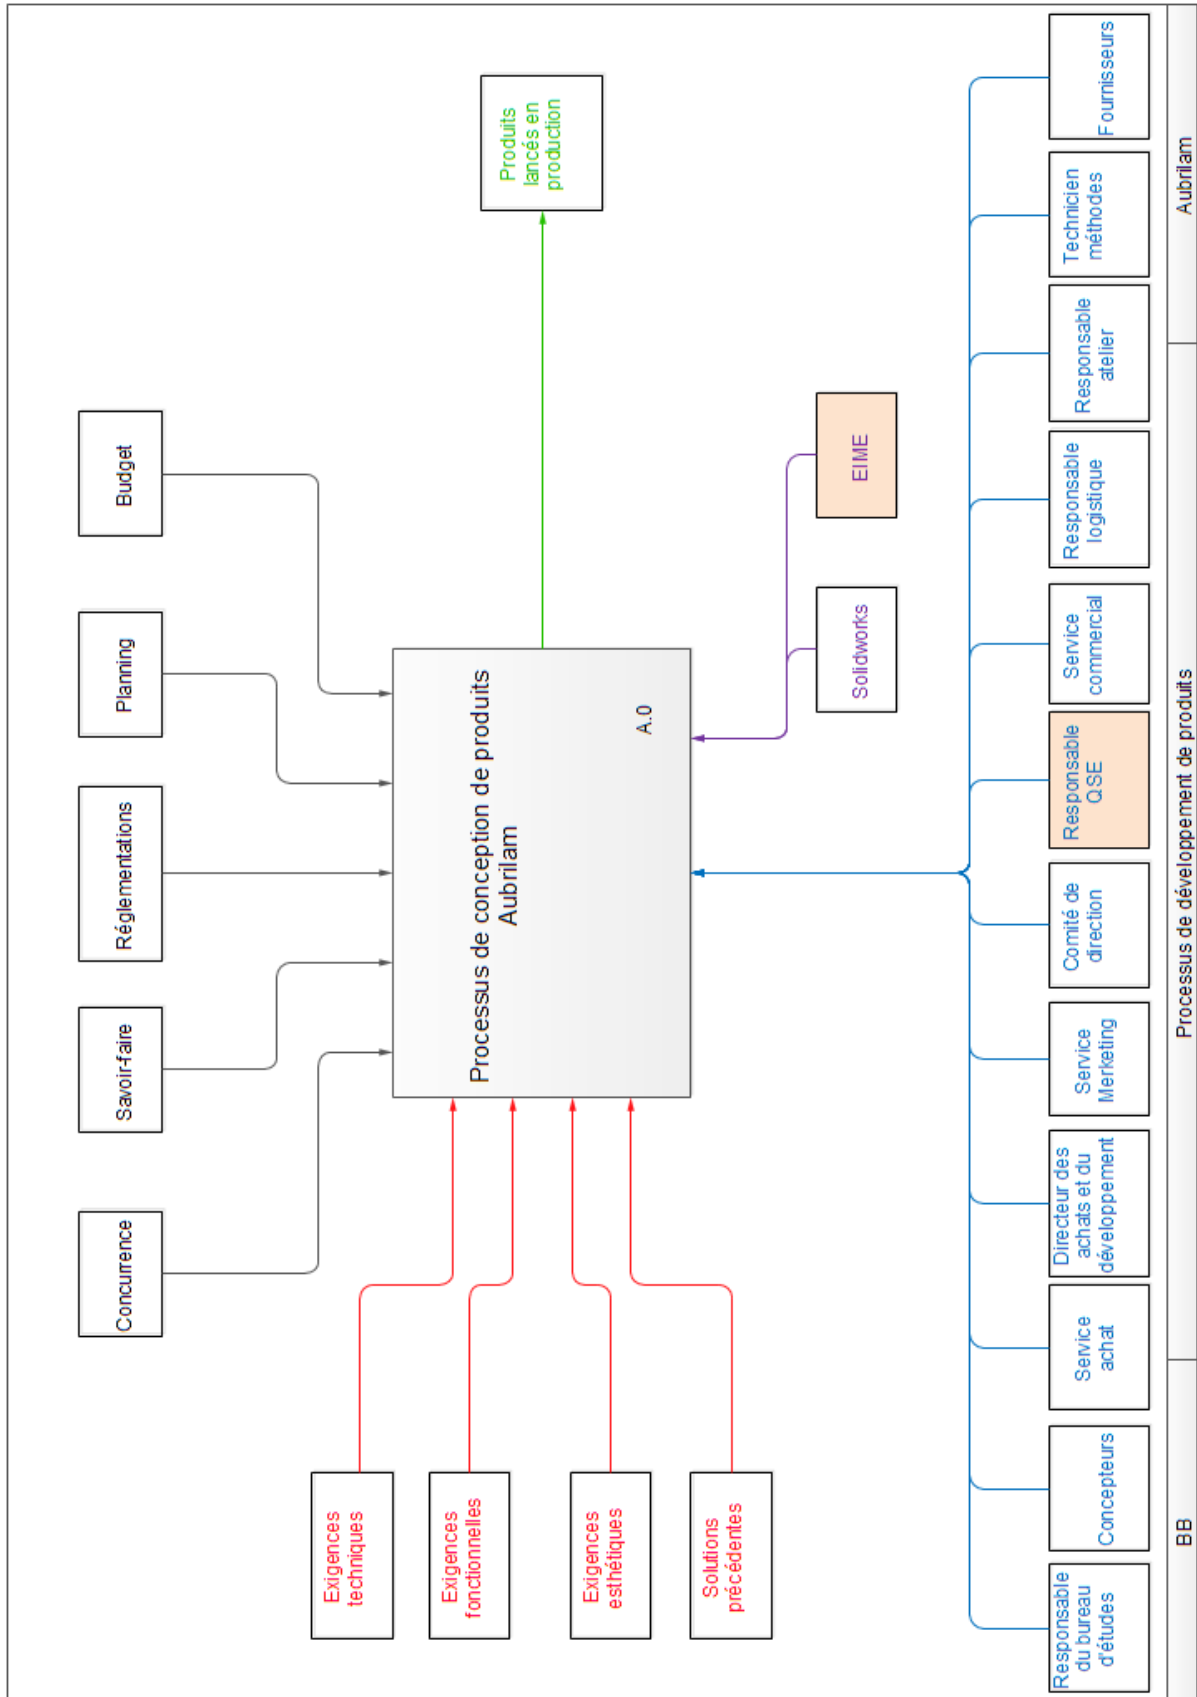 Concurrence
Savoir-faire
Réglementations
Planning
Budget
Exigences
techniques
Exigences
fonctionnelles
Exigences
esthétiques
Solutions
précédentes
Processus de conception de produits
Aubrilam
A.0
Produits
lancés en
production
Solidworks
EIME
Responsable
du bureau
d'études
Concepteurs
Service
achat
Directeur des
achats et du
développement
Service
Merketing
Comité de
direction
Responsable
QSE
Service
commercial
Responsable
logistique
Responsable
atelier
Technicien
méthodes
Fournisseurs
BB
Processus de développement de produits
Aubrilam